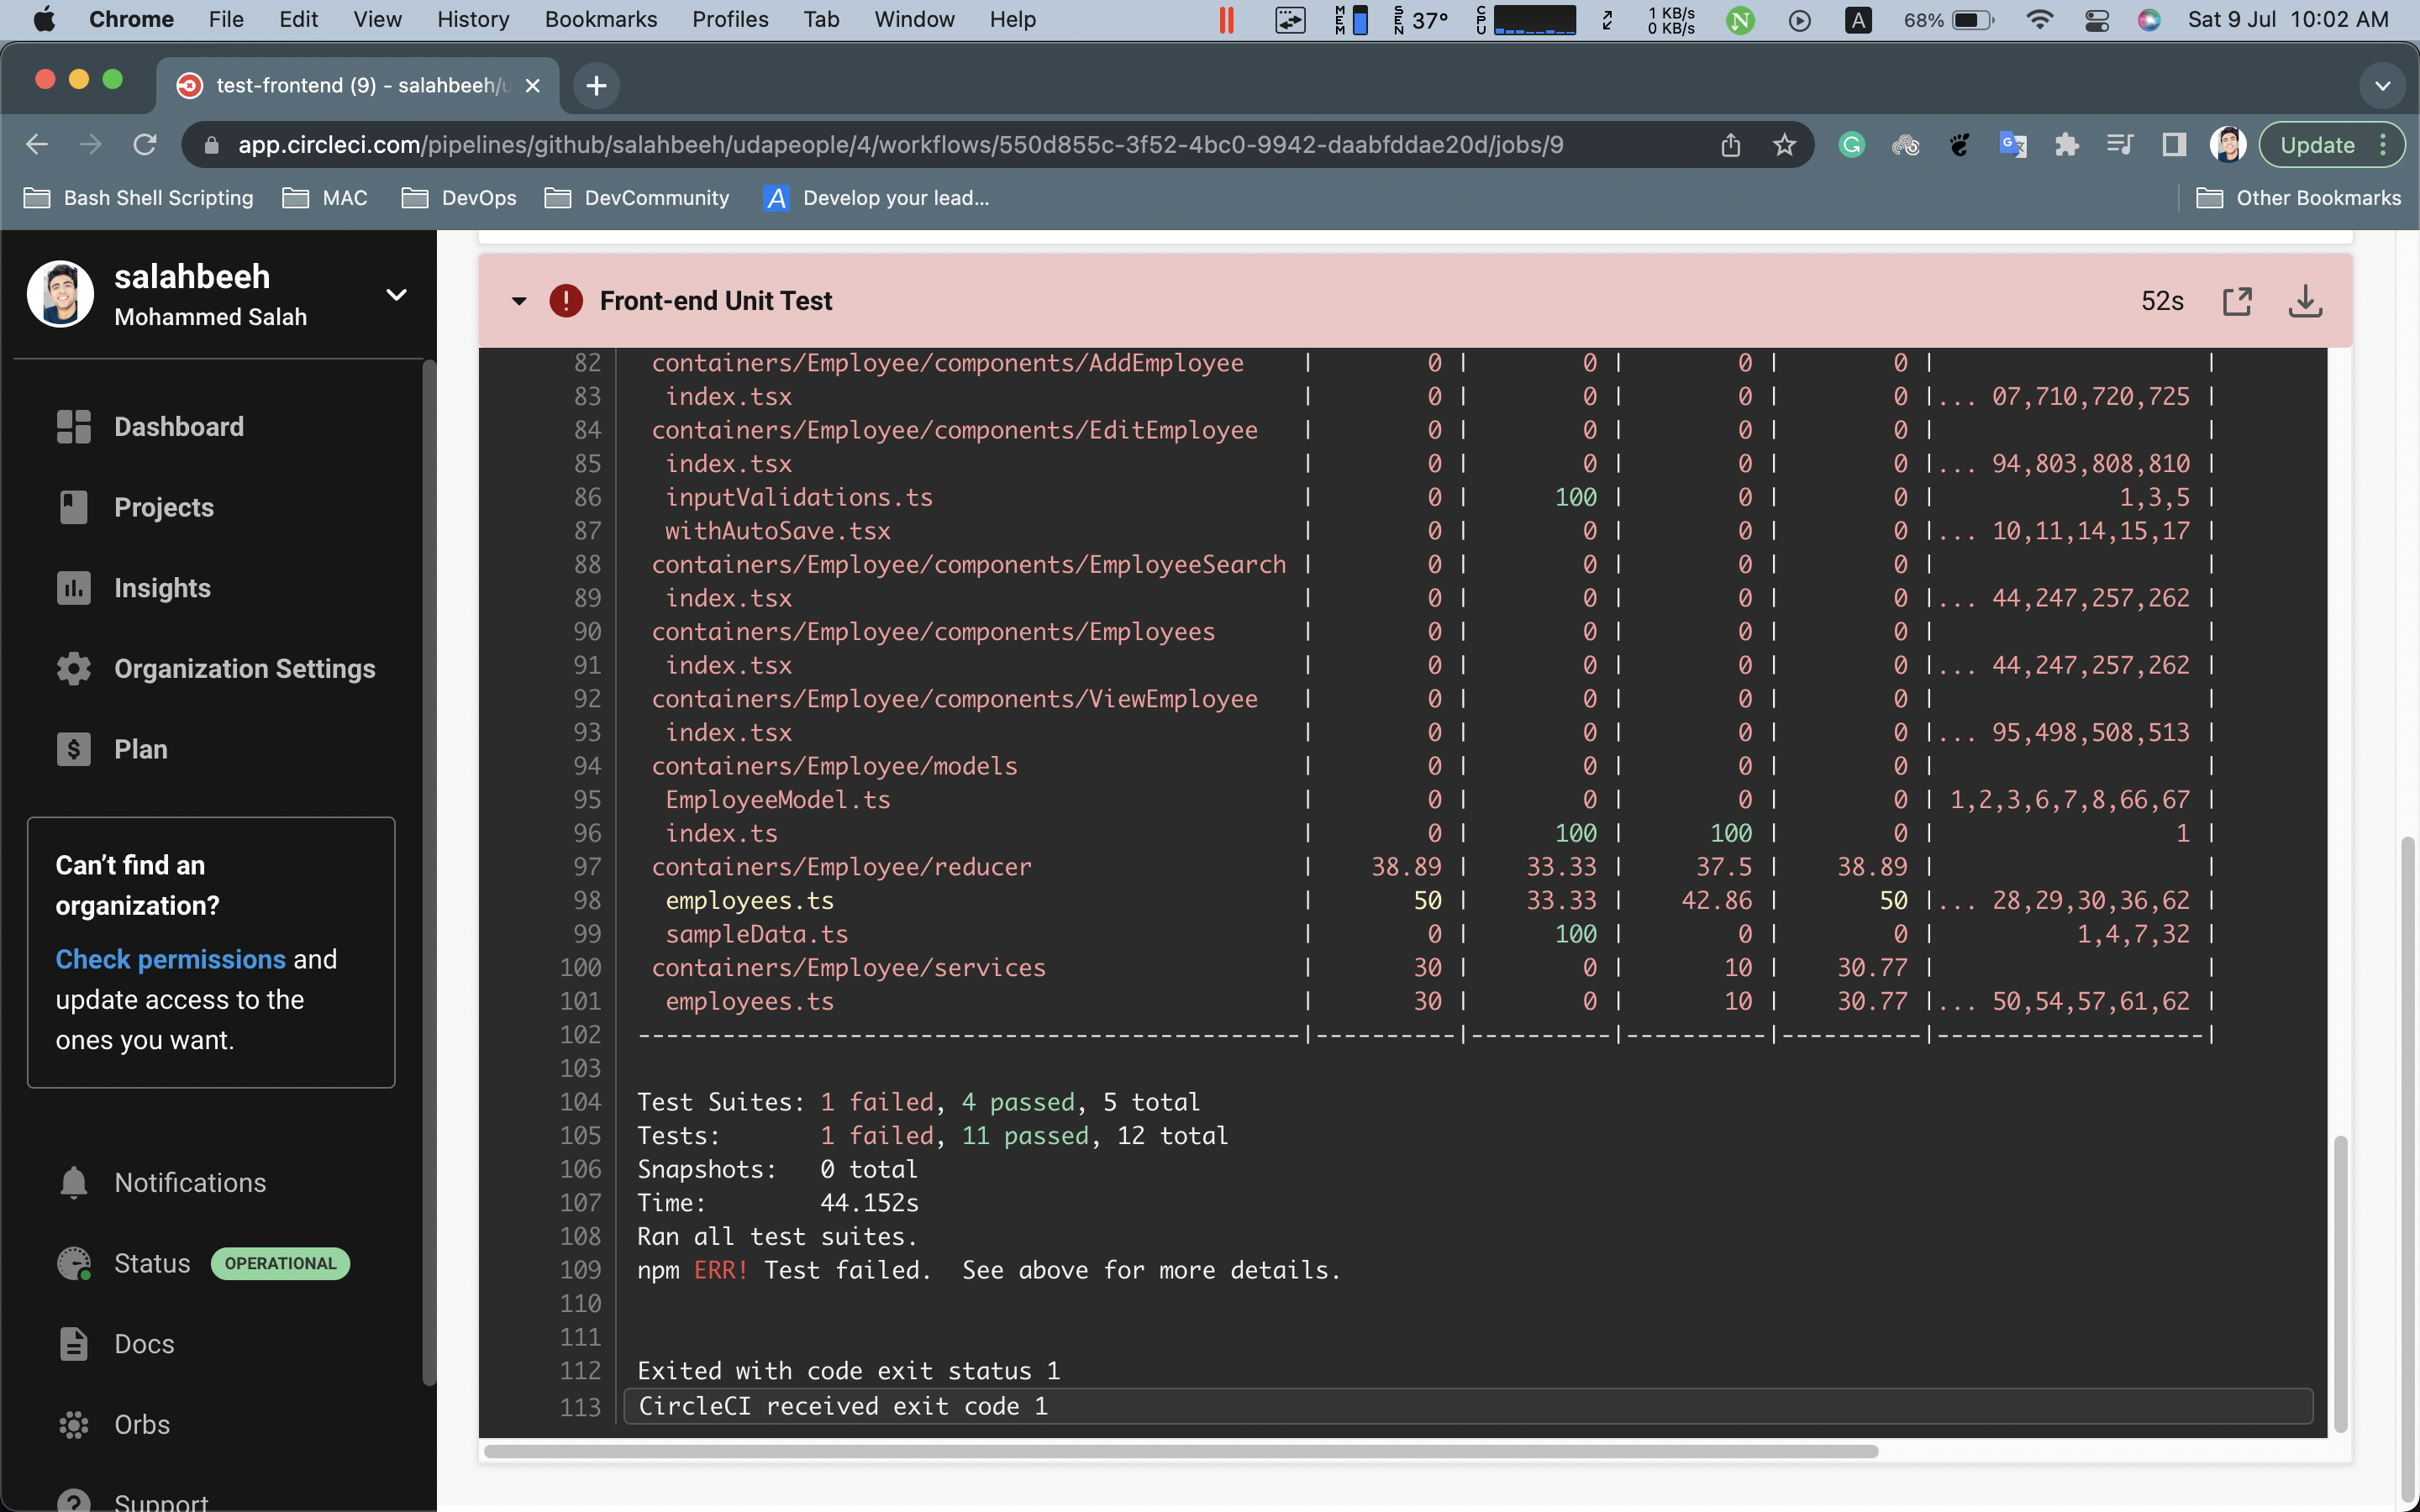 Chrome File Edit View History Bookmarks Profiles Tab Window Help MEM SEN 37° CPU 1 KB/s 0 KB/s N A 68% Sat 9 Jul 10:02 AM
test-frontend (9) - salahbeeh/u
app.circleci.com/pipelines/github/salahbeeh/udapeople/4/workflows/550d855c-3f52-4bc0-9942-daabfddae20d/jobs/9 Update
Bash Shell Scripting MAC DevOps DevCommunity A Develop your lead... Other Bookmarks
salahbeeh
Mohammed Salah
Dashboard
Projects
Insights
Organization Settings
Plan
Can’t find an
organization?
Check permissions and
update access to the
ones you want.
Notifications
Status OPERATIONAL
Docs
Orbs
Support
Front-end Unit Test 52s
82 containers/Employee/components/AddEmployee | 0 | 0 | 0 | 0 | |
83 index.tsx | 0 | 0 | 0 | 0 |... 07,710,720,725 |
84 containers/Employee/components/EditEmployee | 0 | 0 | 0 | 0 | |
85 index.tsx | 0 | 0 | 0 | 0 |... 94,803,808,810 |
86 inputValidations.ts | 0 | 100 | 0 | 0 | 1,3,5 |
87 withAutoSave.tsx | 0 | 0 | 0 | 0 |... 10,11,14,15,17 |
88 containers/Employee/components/EmployeeSearch | 0 | 0 | 0 | 0 | |
89 index.tsx | 0 | 0 | 0 | 0 |... 44,247,257,262 |
90 containers/Employee/components/Employees | 0 | 0 | 0 | 0 | |
91 index.tsx | 0 | 0 | 0 | 0 |... 44,247,257,262 |
92 containers/Employee/components/ViewEmployee | 0 | 0 | 0 | 0 | |
93 index.tsx | 0 | 0 | 0 | 0 |... 95,498,508,513 |
94 containers/Employee/models | 0 | 0 | 0 | 0 | |
95 EmployeeModel.ts | 0 | 0 | 0 | 0 | 1,2,3,6,7,8,66,67 |
96 index.ts | 0 | 100 | 100 | 0 | 1 |
97 containers/Employee/reducer | 38.89 | 33.33 | 37.5 | 38.89 | |
98 employees.ts | 50 | 33.33 | 42.86 | 50 |... 28,29,30,36,62 |
99 sampleData.ts | 0 | 100 | 0 | 0 | 1,4,7,32 |
100 containers/Employee/services | 30 | 0 | 10 | 30.77 | |
101 employees.ts | 30 | 0 | 10 | 30.77 |... 50,54,57,61,62 |
102 -----------------------------------------------|----------|----------|----------|----------|-------------------|
103
104 Test Suites: 1 failed, 4 passed, 5 total
105 Tests: 1 failed, 11 passed, 12 total
106 Snapshots: 0 total
107 Time: 44.152s
108 Ran all test suites.
109 npm ERR! Test failed. See above for more details.
110
111
112 Exited with code exit status 1
113 CircleCI received exit code 1